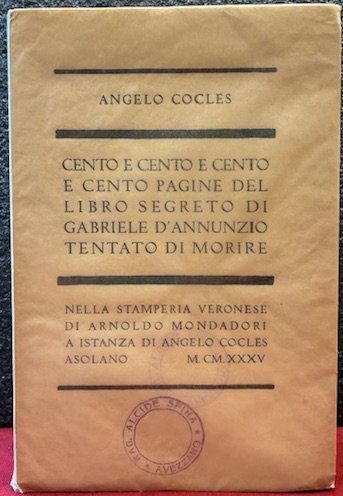 ANGELO COCLES
CENTO E CENTO E CENTO
E CENTO PAGINE DEL
LIBRO SEGRETO DI
GABRIELE D'ANNUNZIO
TENTATO DI MORIRE
NELLA STAMPERIA VERONESE
DI ARNOLDO MONDADORI
A ISTANZA DI ANGELO COCLES
ASOLANO M.CM.XXXV
RAG. ALCIDE SPINA
* AVEZZANO *